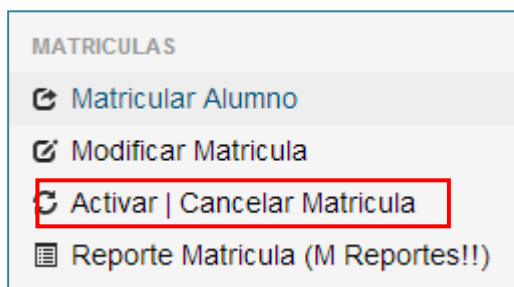 MATRICULAS
Matricular Alumno
Modificar Matricula
Activar | Cancelar Matricula
Reporte Matricula (M Reportes!!)